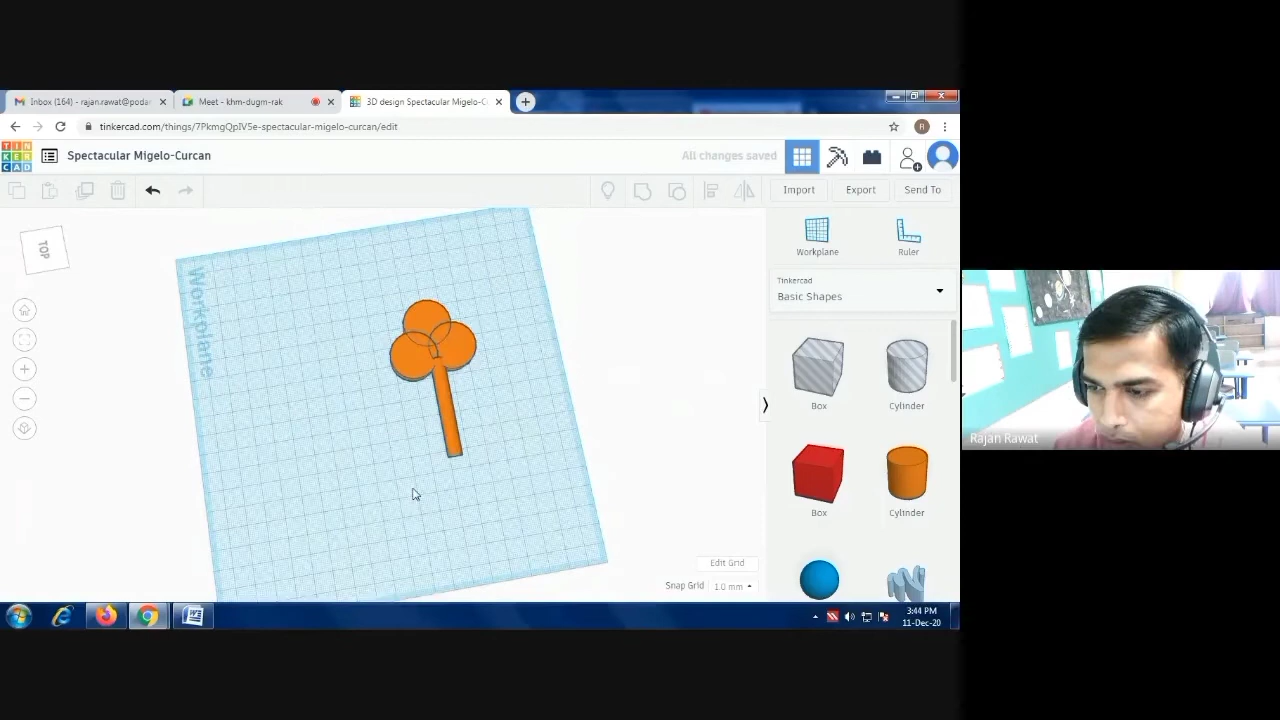 Inbox (164) - rajan.rawat@podar
Meet - khm-dugm-rak
3D design Spectacular Migelo-C
tinkercad.com/things/7PkmgQpIV5e-spectacular-migelo-curcan/edit
R
TIN
KER
CAD
Spectacular Migelo-Curcan
All changes saved
Import
Export
Send To
TOP
Workplane
Workplane
Ruler
Tinkercad
Basic Shapes
Box
Cylinder
Box
Cylinder
Edit Grid
Snap Grid 1.0 mm
3:44 PM
11-Dec-20
Rajan Rawat